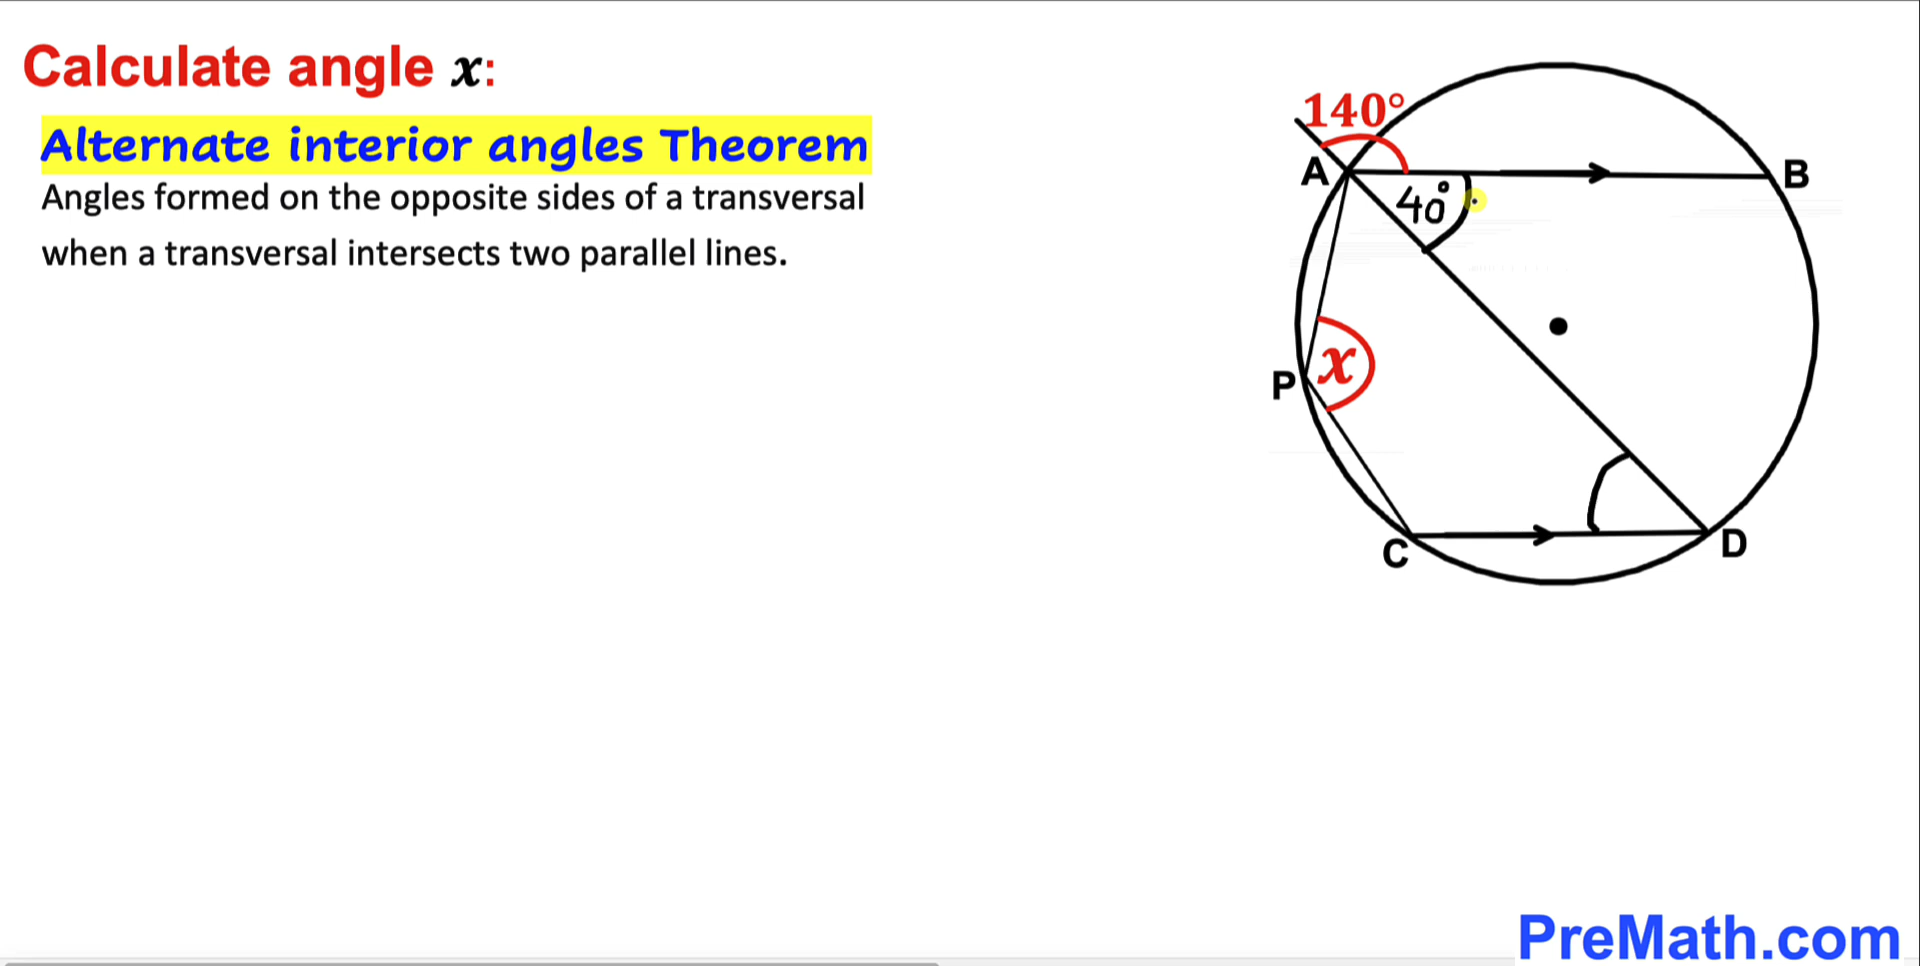 Calculate angle x:
Alternate interior angles Theorem
Angles formed on the opposite sides of a transversal
when a transversal intersects two parallel lines.
140°
A
B
40°
P
x
C
D
PreMath.com